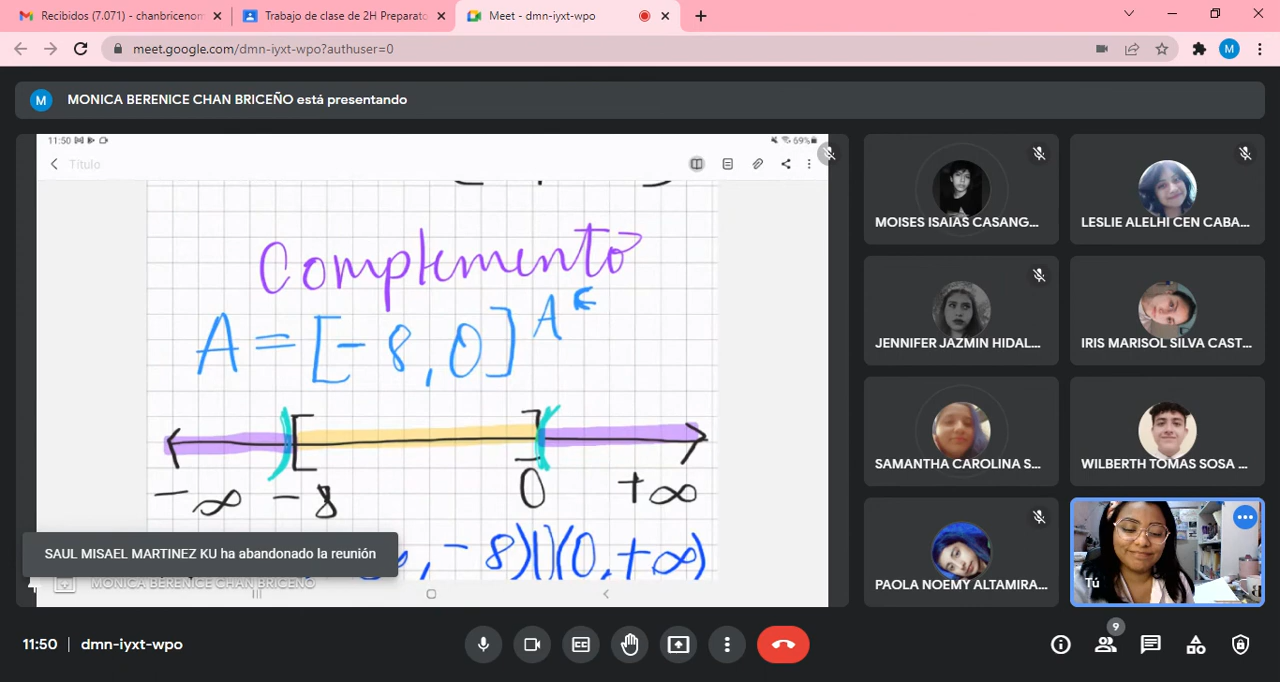 Recibidos (7.071) - chanbricenom
Trabajo de clase de 2H Preparato
Meet - dmn-iyxt-wpo
meet.google.com/dmn-iyxt-wpo?authuser=0
M
M
MONICA BERENICE CHAN BRICEÑO está presentando
11:50
69%
Título
Complemento
A = [-8, 0] A
-∞ -8 0 +∞
, -8)U(0, +∞)
SAUL MISAEL MARTINEZ KU ha abandonado la reunión
MONICA BERENICE CHAN BRICEÑO
MOISES ISAIAS CASANG...
LESLIE ALELHI CEN CABA...
JENNIFER JAZMIN HIDAL...
IRIS MARISOL SILVA CAST...
SAMANTHA CAROLINA S...
WILBERTH TOMAS SOSA ...
PAOLA NOEMY ALTAMIRA...
Tú
11:50 | dmn-iyxt-wpo
9